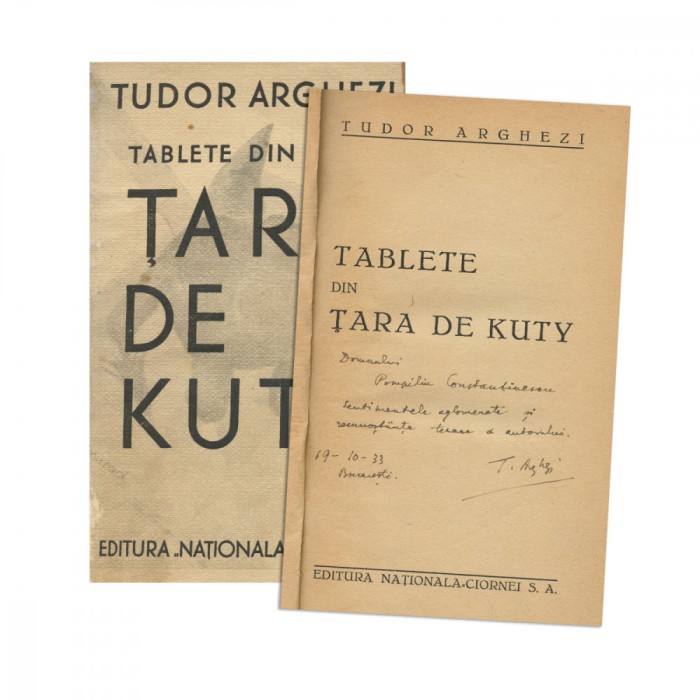 TUDOR ARGHEZI
TABLETE DIN
ȚAR
DE
KUT
EDITURA „NAȚIONALA
TUDOR ARGHEZI
TABLETE
DIN
ȚARA DE KUTY
Domnului
Pompiliu Constantinescu
Sentimentele aglomerate și
recunoștința a autorului.
19-10-33
București.
T. Arghezi
EDITURA NAȚIONALA-CIORNEI S. A.